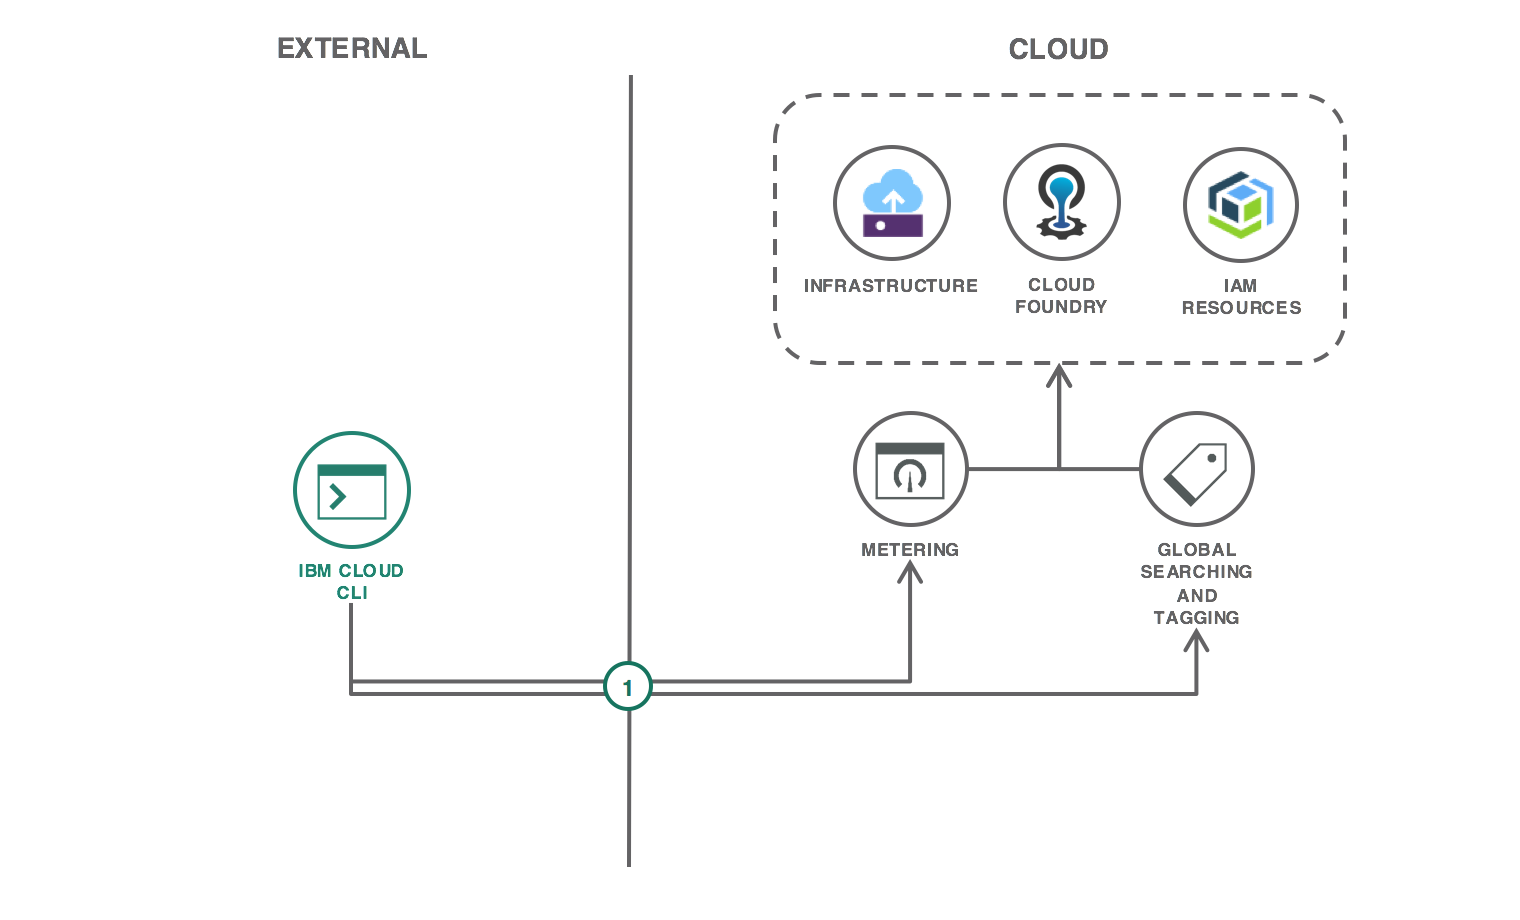 EXTERNAL
CLOUD
INFRASTRUCTURE
CLOUD
FOUNDRY
IAM
RESOURCES
IBM CLOUD
CLI
METERING
GLOBAL
SEARCHING
AND
TAGGING
1